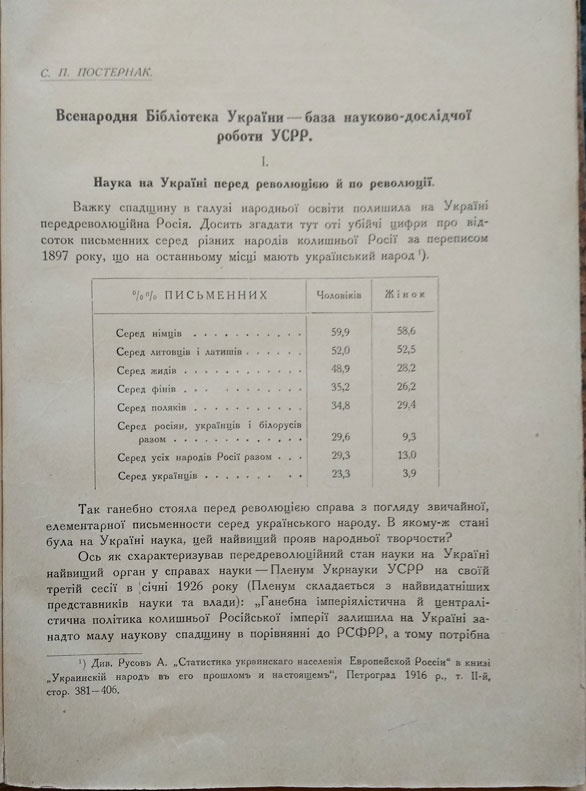 С. П. ПОСТЕРНАК.
Всенародня Бібліотека України — база науково-дослідчої
роботи УСРР.
I.
Наука на Україні перед революцією й по революції.
Важку спадщину в галузі народньої освіти полишила на Україні
передреволюційна Росія. Досить згадати тут оті убійчі цифри про від-
соток письменних серед різних народів колишньої Росії за переписом
1897 року, що на останньому місці мають український народ ¹).
%% ПИСЬМЕННИХ Чоловіків Жінок
Серед німців . . . . . . . . . . . 59,9 58,6
Серед литовців і латишів . . . . . . 52,0 52,5
Серед жидів . . . . . . . . . . . . 48,9 28,2
Серед фінів . . . . . . . . . . . 35,2 26,2
Серед поляків . . . . . . . . . . . 34,8 29,4
Серед росіян, українців і білорусів
разом . . . . . . . . . . . . . 29,6 9,3
Серед усіх народів Росії разом . . . 29,3 13,0
Серед українців . . . . . . . . . 23,3 3,9
Так ганебно стояла перед революцією справа з погляду звичайної,
елементарної письменности серед українського народу. В якому-ж стані
була на Україні наука, цей найвищий прояв народньої творчости?
Ось як схарактеризував передреволюційний стан науки на Україні
найвищий орган у справах науки — Пленум Укрнауки УСРР на своїй
третій сесії в січні 1926 року (Пленум складається з найвидатніших
представників науки та влади): „Ганебна імперіялістична й централі-
стична політика колишньої Російської імперії залишила на Україні за-
надто малу наукову спадщину в порівнянні до РСФРР, а тому потрібна
¹) Див. Русовъ А. „Статистика украинскаго населенія Европейской Россіи“ в книзі
„Украинскій народъ въ его прошломъ и настоящемъ“, Петроград 1916 р., т. II-й,
стор. 381—406.